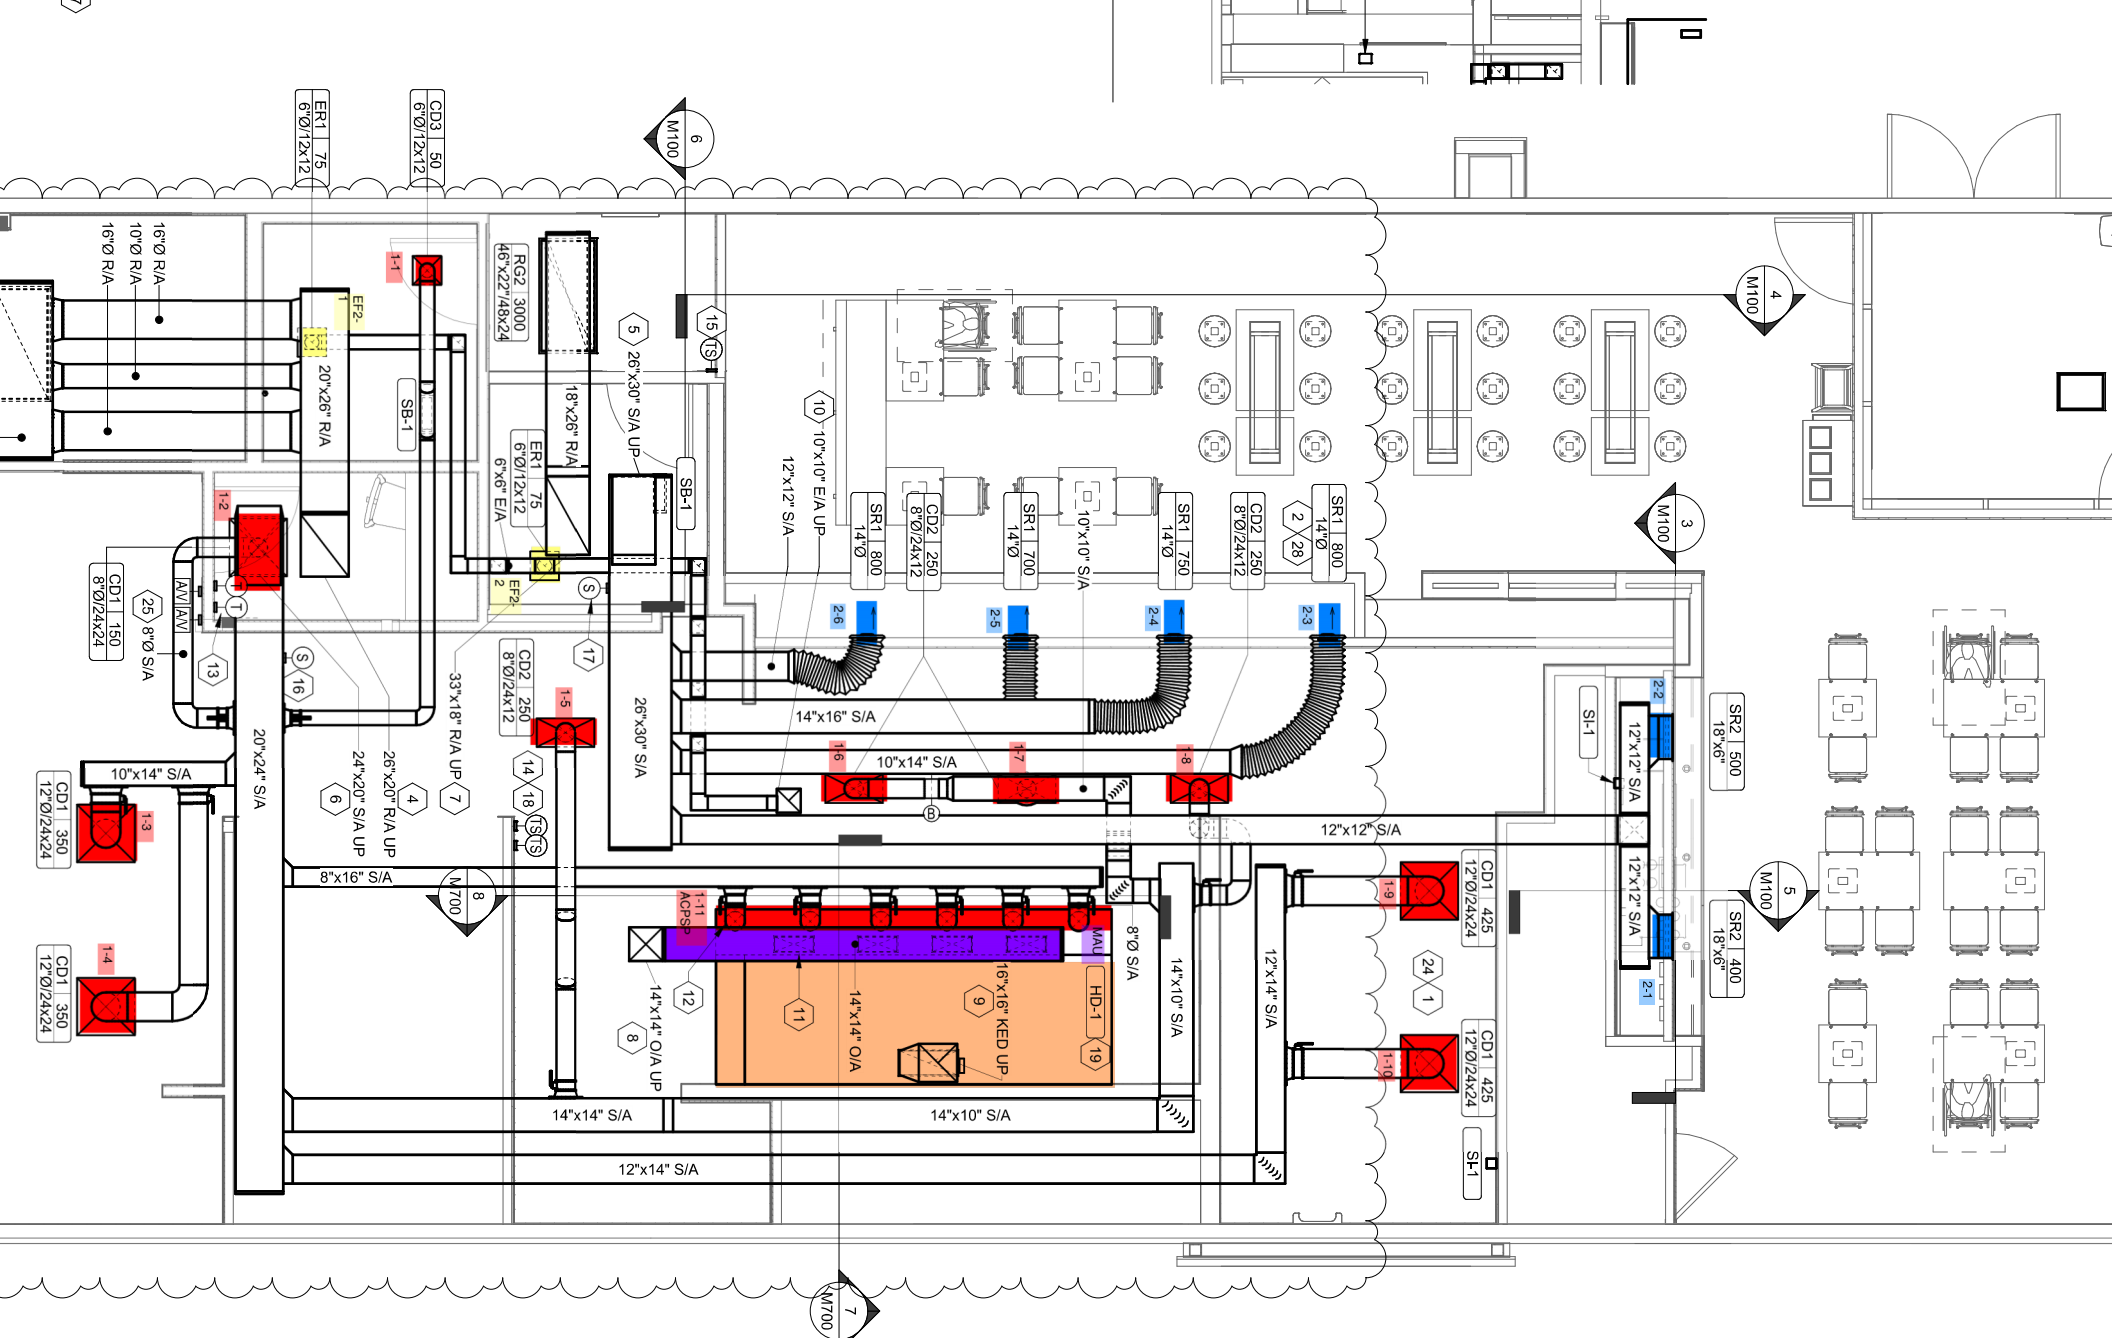 6
M100
ER1 75
6"Ø/12x12
CD3 50
6"Ø/12x12
16"Ø R/A
10"Ø R/A
16"Ø R/A
1-1
EF2-
1
20"x26" R/A
SB-1
RG2 3000
46"x22"/48x24
18"x26" R/A
5
26"x30" S/A UP
15
TS
SB-1
ER1 75
6"Ø/12x12
6"x6" E/A
EF2-
2
S
17
10
10"x10" E/A UP
12"x12" S/A
SR1 800
14"Ø
CD2 250
8"Ø/24x12
SR1 700
14"Ø
10"x10" S/A
SR1 750
14"Ø
CD2 250
8"Ø/24x12
SR1 800
14"Ø
2
28
4
M100
3
M100
2-6
2-5
2-4
2-3
1-2
T
T
13
A/V
A/V
CD1 150
8"Ø/24x24
25
8"Ø S/A
S
16
20"x24" S/A
10"x14" S/A
CD1 350
12"Ø/24x24
1-3
CD1 350
12"Ø/24x24
1-4
6
24"x20" S/A UP
4
26"x20" R/A UP
7
33"x18" R/A UP
CD2 250
8"Ø/24x12
1-5
14
18
TS
TS
26"x30" S/A
14"x16" S/A
10"x14" S/A
1-6
1-7
1-8
B
12"x12" S/A
8"x16" S/A
8
M700
1-11
ACPSP
MAU
12
11
14"x14" O/A
8
14"x14" O/A UP
9
16"x16" KED UP
HD-1
19
8"Ø S/A
14"x10" S/A
12"x14" S/A
14"x14" S/A
14"x10" S/A
12"x14" S/A
1-9
CD1 425
12"Ø/24x24
24
1
1-10
CD1 425
12"Ø/24x24
SI-1
SI-1
2-2
12"x12" S/A
12"x12" S/A
2-1
SR2 500
18"x6"
SR2 400
18"x6"
5
M100
7
M700